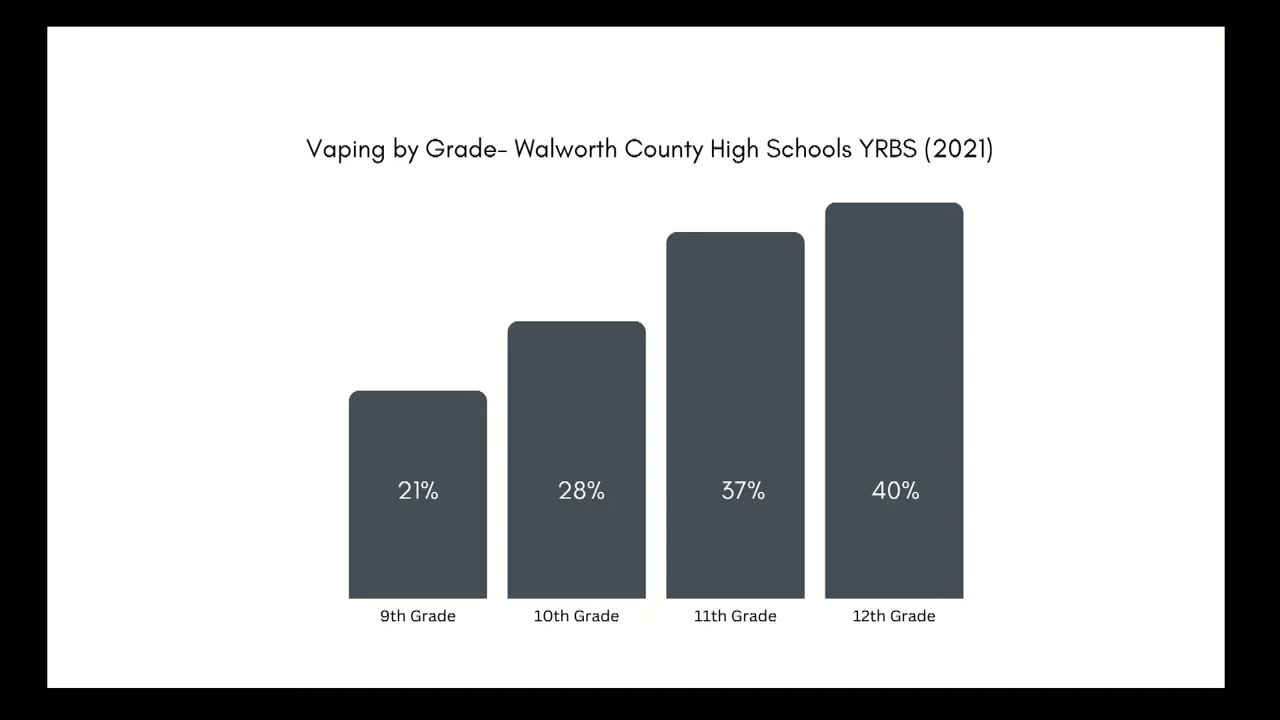 Vaping by Grade- Walworth County High Schools YRBS (2021)
21% 28% 37% 40%
9th Grade 10th Grade 11th Grade 12th Grade